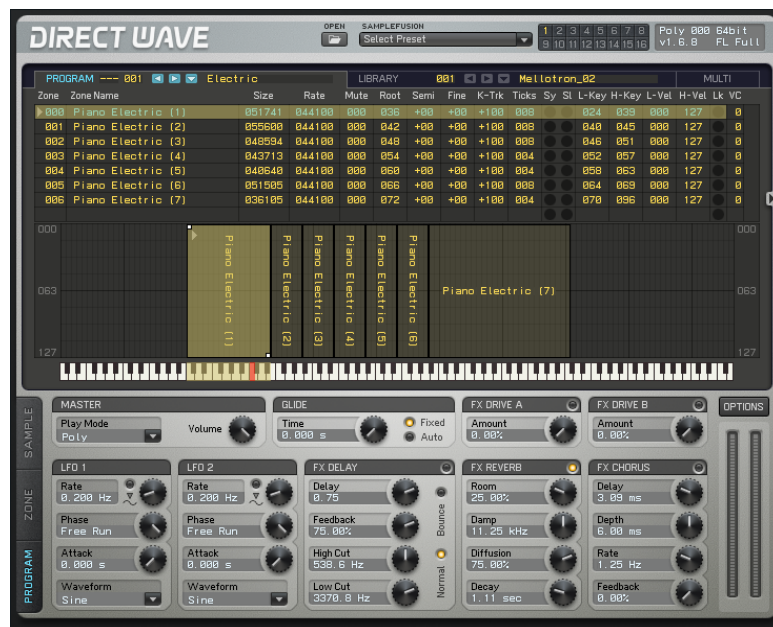 DIRECT WAVE
OPEN SAMPLEFUSION
Select Preset
1 2 3 4 5 6 7 8
9 10 11 12 13 14 15 16
Poly 000 64bit
v1.6.8 FL Full
PROGRAM --- 001 Electric LIBRARY 001 Mellotron_02 MULTI
Zone Zone Name Size Rate Mute Root Semi Fine K-Trk Ticks Sy Sl L-Key H-Key L-Vel H-Vel Lk VC
000 Piano Electric (1) 051741 044100 000 036 +00 +00 +100 008 024 039 000 127 0
001 Piano Electric (2) 055600 044100 000 042 +00 +00 +100 008 040 045 000 127 0
002 Piano Electric (3) 048594 044100 000 048 +00 +00 +100 008 046 051 000 127 0
003 Piano Electric (4) 043713 044100 000 054 +00 +00 +100 004 052 057 000 127 0
004 Piano Electric (5) 040640 044100 000 060 +00 +00 +100 004 058 063 000 127 0
005 Piano Electric (6) 051505 044100 000 066 +00 +00 +100 008 064 069 000 127 0
006 Piano Electric (7) 036105 044100 000 072 +00 +00 +100 004 070 096 000 127 0
000 000
Piano Electric (1)
Piano Electric (2)
Piano Electric (3)
Piano Electric (4)
Piano Electric (5)
Piano Electric (6)
063 Piano Electric (7) 063
127 127
SAMPLE
ZONE
PROGRAM
MASTER
Play Mode
Poly
Volume
GLIDE
Time
0.000 s
Fixed
Auto
FX DRIVE A
Amount
0.00%
FX DRIVE B
Amount
0.00%
OPTIONS
LFO 1
Rate
0.200 Hz
Phase
Free Run
Attack
0.000 s
Waveform
Sine
LFO 2
Rate
0.200 Hz
Phase
Free Run
Attack
0.000 s
Waveform
Sine
FX DELAY
Delay
0.75
Feedback
75.00%
High Cut
538.6 Hz
Low Cut
3370.8 Hz
Bounce
Normal
FX REVERB
Room
25.00%
Damp
11.25 kHz
Diffusion
75.00%
Decay
1.11 sec
FX CHORUS
Delay
3.09 ms
Depth
6.00 ms
Rate
1.25 Hz
Feedback
0.00%